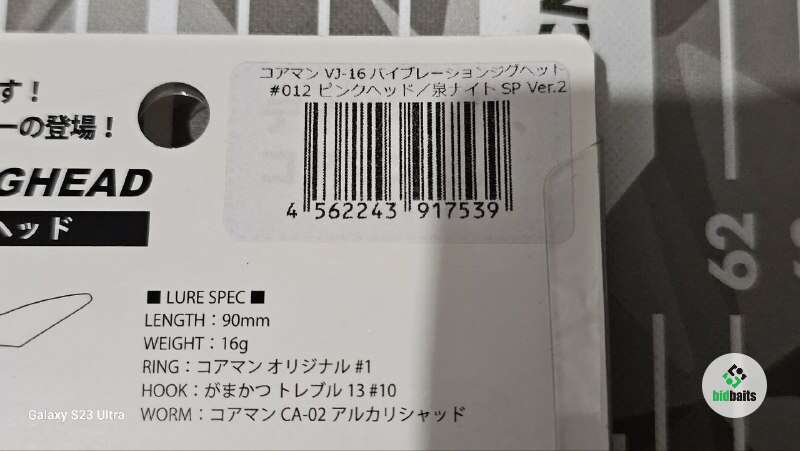 コアマン VJ-16 バイブレーションジグヘッド
#012 ピンクヘッド／泉ナイト SP Ver.2
4 562243 917539
す！
ーの登場！
GHEAD
ヘッド
■ LURE SPEC ■
LENGTH：90mm
WEIGHT：16g
RING：コアマン オリジナル #1
HOOK：がまかつ トレブル 13 #10
WORM：コアマン CA-02 アルカリシャッド
62
bidbaits
Galaxy S23 Ultra